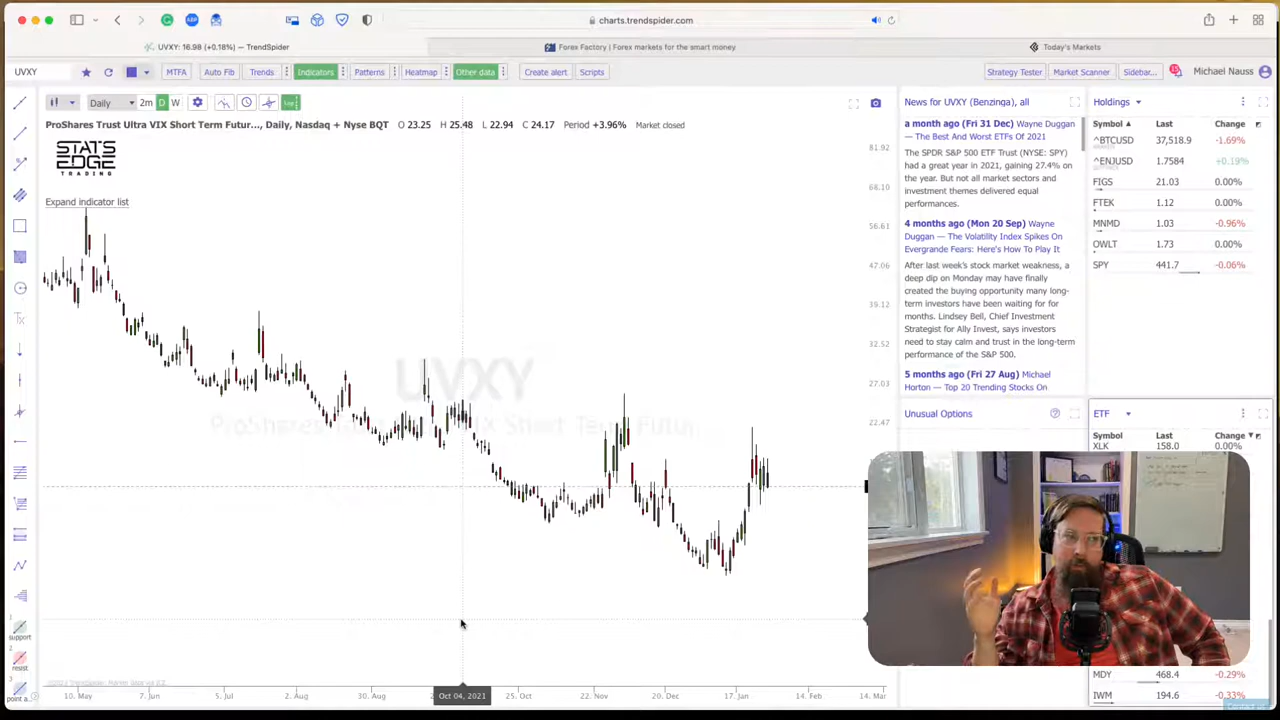 charts.trendspider.com
UVXY: 16.98 (+0.18%) — TrendSpider
Forex Factory | Forex markets for the smart money
Today's Markets
UVXY
MTFA
Auto Fib
Trends
Indicators
Patterns
Heatmap
Other data
Create alert
Scripts
Strategy Tester
Market Scanner
Sidebar...
Michael Nauss
Daily
2m
D
W
ProShares Trust Ultra VIX Short Term Futur..., Daily, Nasdaq + Nyse BQT O 23.25 H 25.48 L 22.94 C 24.17 Period +3.96% Market closed
STATS
EDGE
TRADING
Expand indicator list
UVXY
81.92
68.10
56.61
47.06
39.12
32.52
27.03
22.47
10. May
7. Jun
5. Jul
2. Aug
30. Aug
Oct 04, 2021
25. Oct
22. Nov
20. Dec
17. Jan
14. Feb
14. Mar
support
resist
point a...
News for UVXY (Benzinga), all
a month ago (Fri 31 Dec) Wayne Duggan
— The Best And Worst ETFs Of 2021
The SPDR S&P 500 ETF Trust (NYSE: SPY)
had a great year in 2021, gaining 27.4% on
the year. But not all market sectors and
investment themes delivered equal
performances.
4 months ago (Mon 20 Sep) Wayne
Duggan — The Volatility Index Spikes On
Evergrande Fears: Here's How To Play It
After last week's stock market weakness, a
deep dip on Monday may have finally
created the buying opportunity many long-
term investors have been waiting for for
months. Lindsey Bell, Chief Investment
Strategist for Ally Invest, says investors
need to stay calm and trust in the long-term
performance of the S&P 500.
5 months ago (Fri 27 Aug) Michael
Horton — Top 20 Trending Stocks On
Unusual Options
Holdings
Symbol Last Change
^BTCUSD 37,518.9 -1.69%
^ENJUSD 1.7584 +0.19%
FIGS 21.03 0.00%
FTEK 1.12 0.00%
MNMD 1.03 -0.96%
OWLT 1.73 0.00%
SPY 441.7 -0.06%
ETF
Symbol Last Change
XLK 158.0 0.00%
MDY 468.4 -0.29%
IWM 194.6 -0.33%